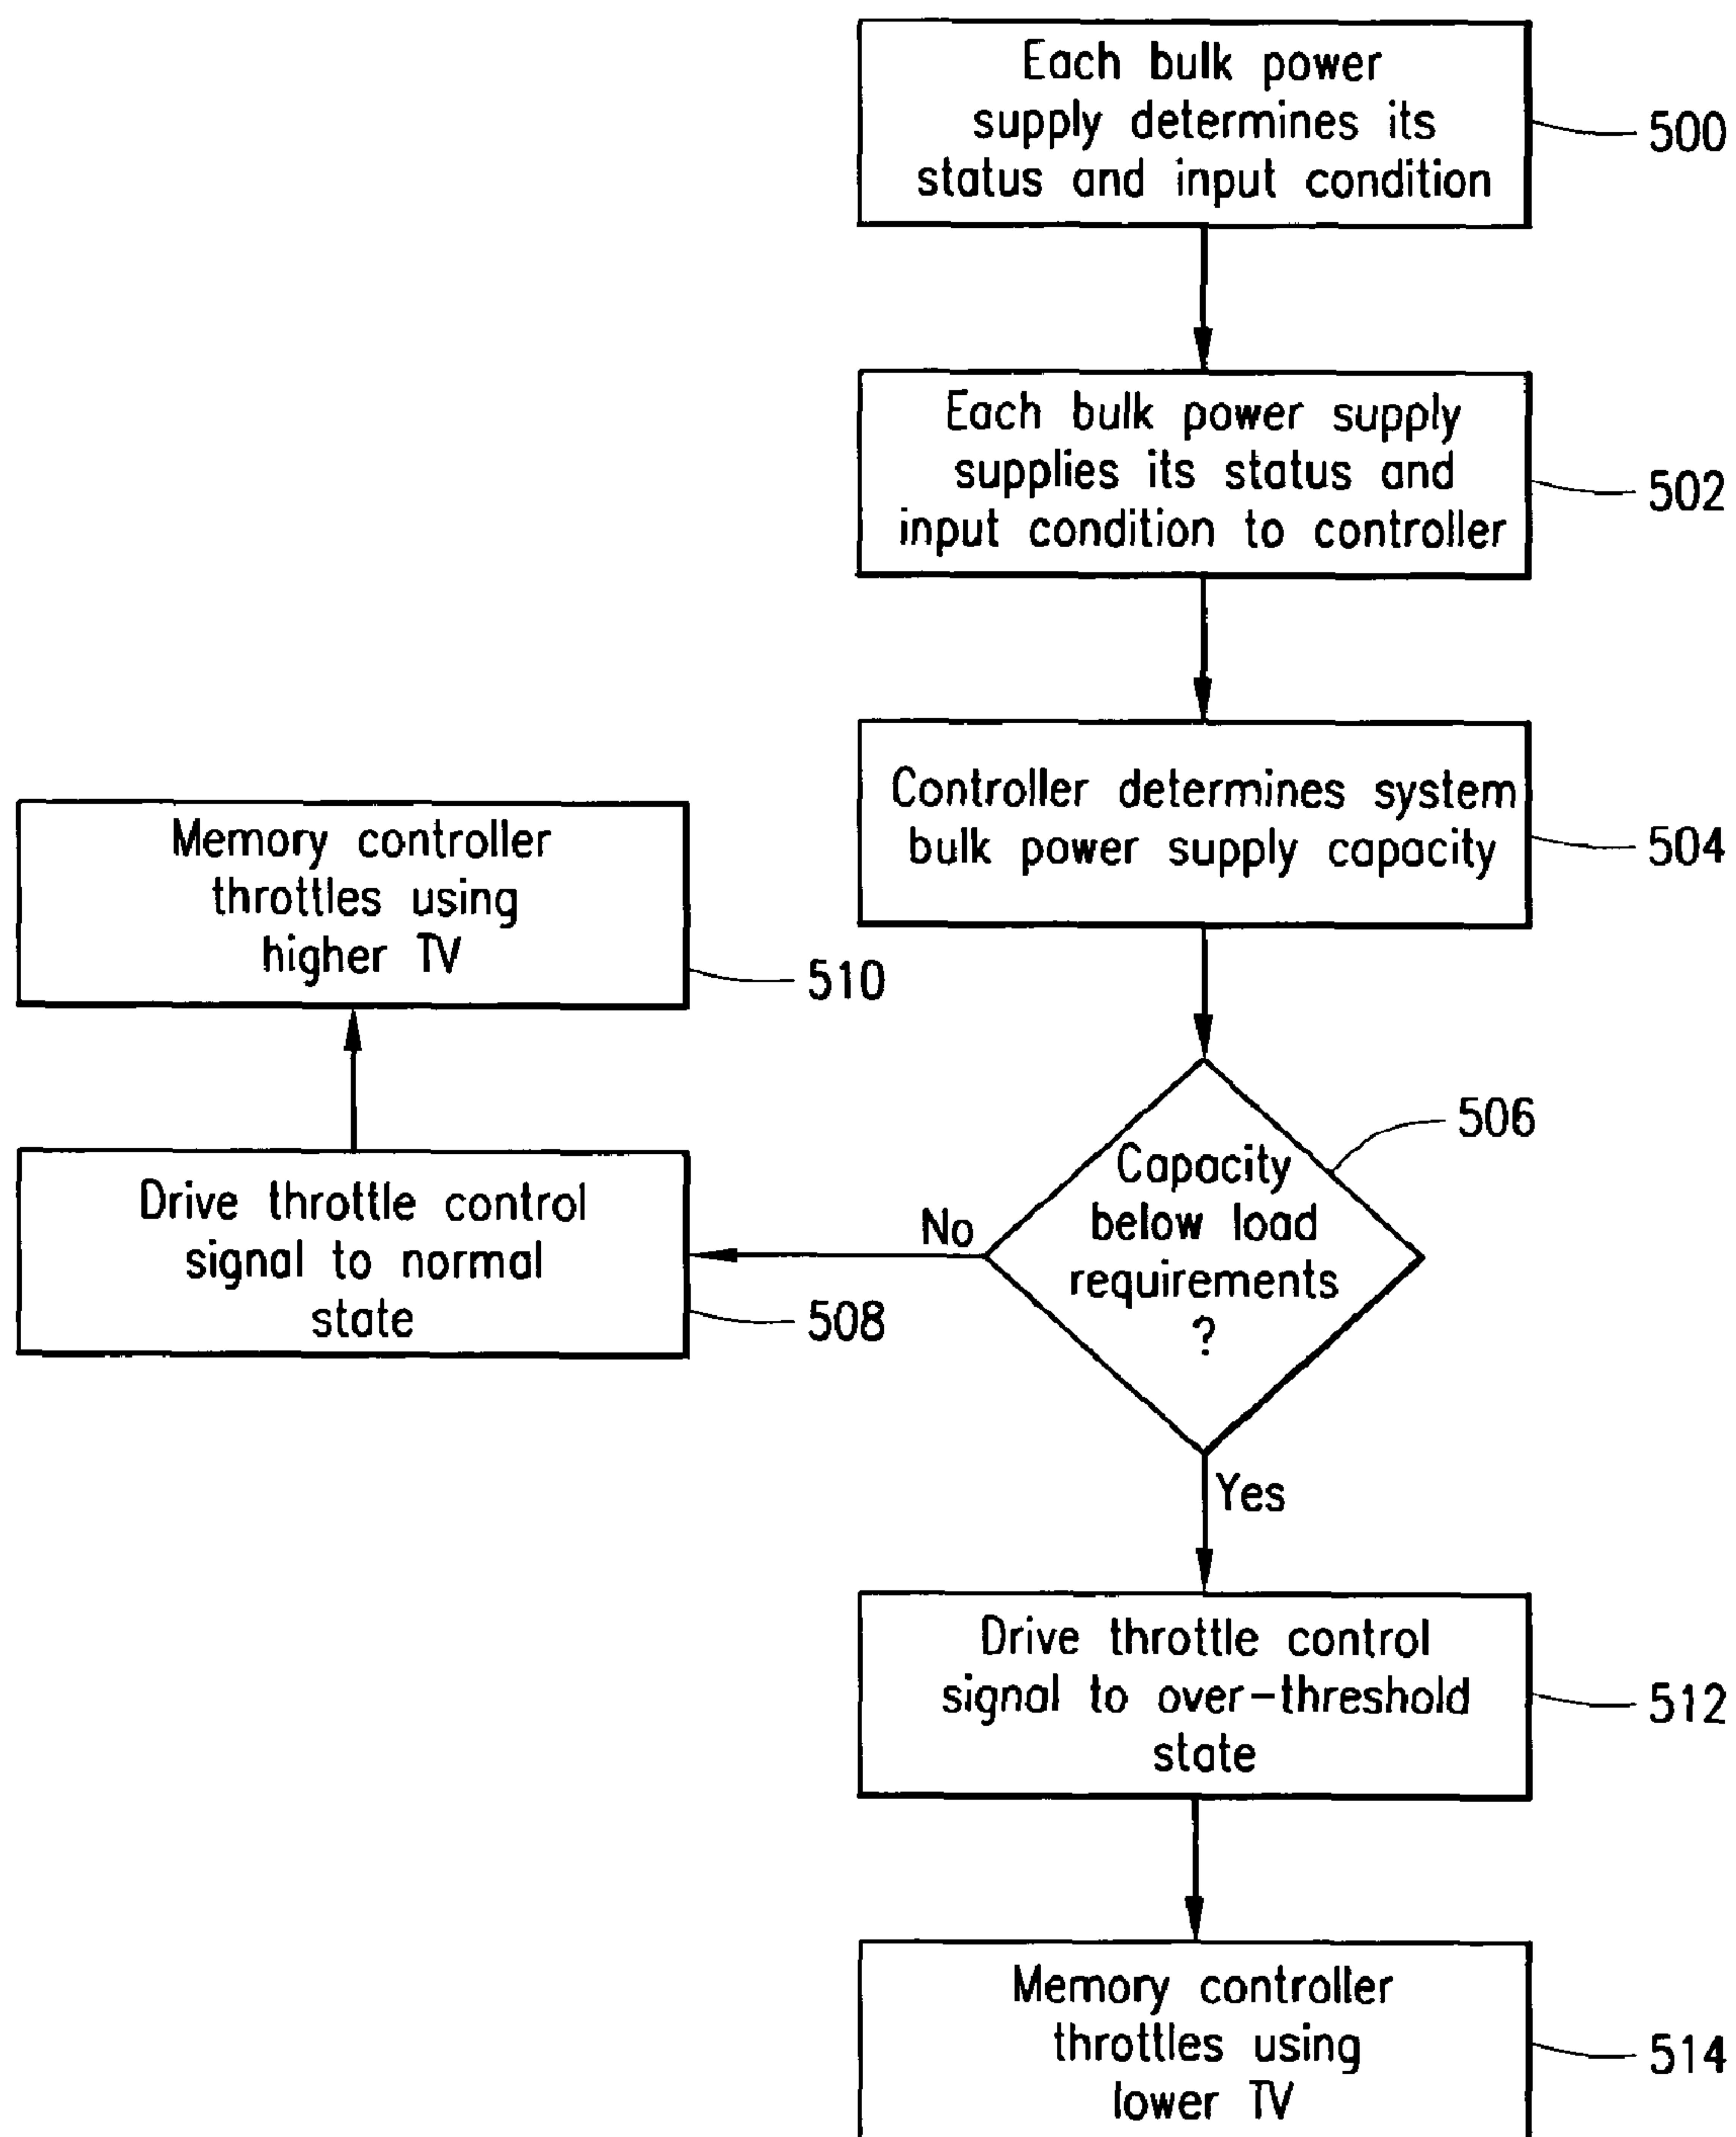 Each bulk power
supply determines its
status and input condition
500
Each bulk power supply
supplies its status and
input condition to controller
502
Controller determines system
bulk power supply capacity
504
Memory controller
throttles using
higher TV
510
506
Capacity
below load
requirements
?
No
Drive throttle control
signal to normal
state
508
Yes
Drive throttle control
signal to over-threshold
state
512
Memory controller
throttles using
lower TV
514